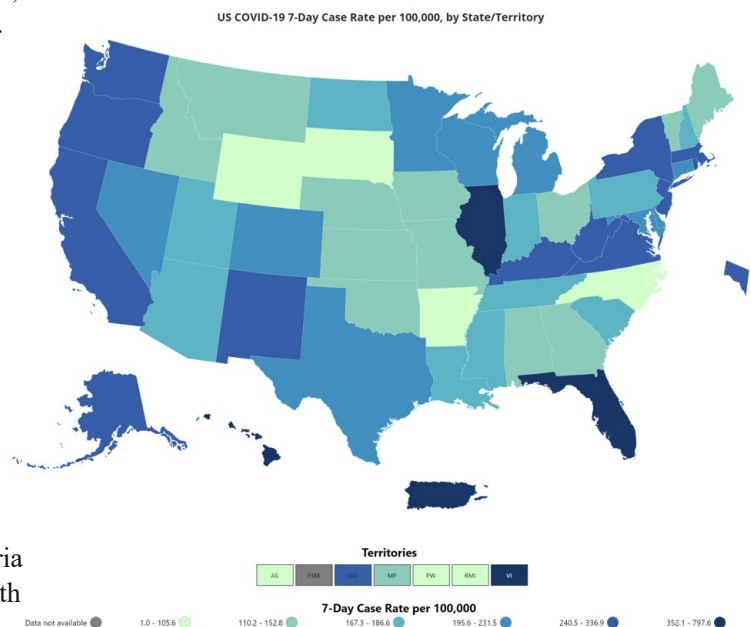 US COVID-19 7-Day Case Rate per 100,000, by State/Territory
ria
th
Territories
AS FSM GU MP PW RMI VI
7-Day Case Rate per 100,000
Data not available 1.0 - 105.6 110.2 - 152.8 167.3 - 186.6 195.6 - 231.5 240.5 - 336.9 352.1 - 797.6